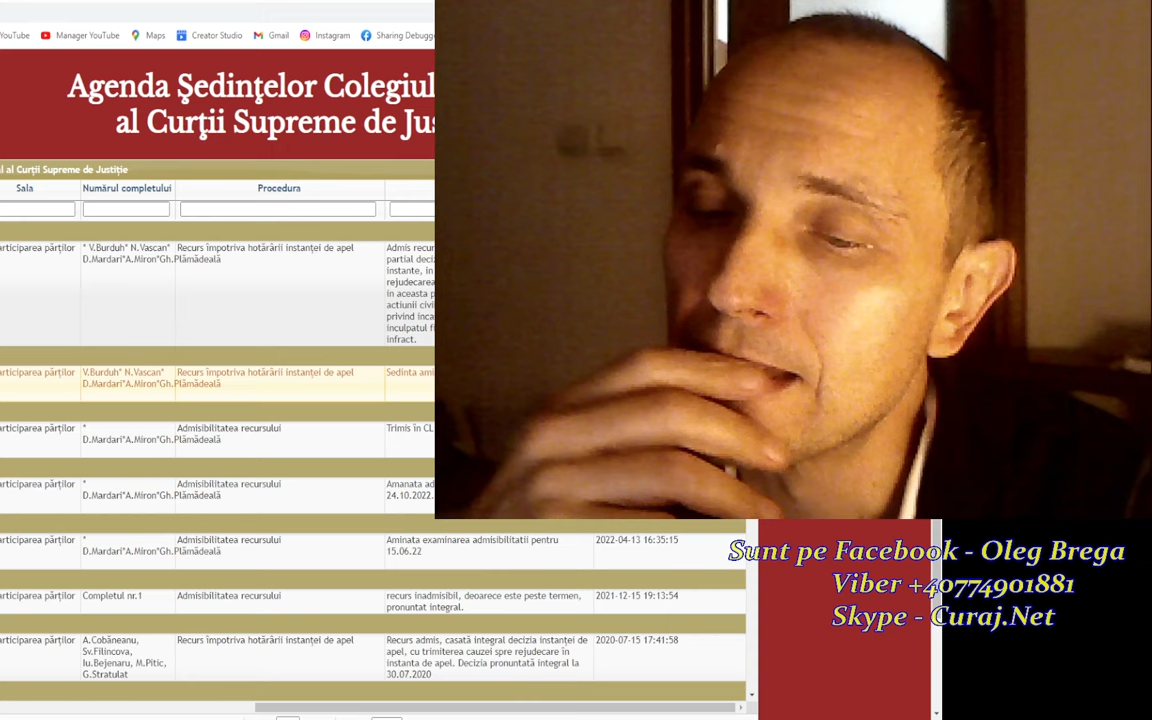 YouTube Manager YouTube Maps Creator Studio Gmail Instagram Sharing Debugge
Agenda Şedinţelor Colegiul
al Curţii Supreme de Jus
al Curții Supreme de Justiție
Sala Numărul completului Procedura
articiparea părților * V.Burduh* N.Vascan* Recurs împotriva hotărârii instanței de apel Admis recur
D.Mardari*A.Miron*Gh.Plămădeală partial deci
instante, in
rejudecarea
in aceasta p
actiunii civi
privind inca
inculpatul fi
infract.
articiparea părților V.Burduh* N.Vascan* Recurs împotriva hotărârii instanței de apel Sedinta ami
D.Mardari*A.Miron*Gh.Plămădeală
articiparea părților * Admisibilitatea recursului Trimis în CL
D.Mardari*A.Miron*Gh.Plămădeală
articiparea părților * Admisibilitatea recursului Amanata ad
D.Mardari*A.Miron*Gh.Plămădeală 24.10.2022.
articiparea părților * Admisibilitatea recursului Aminata examinarea admisibilitatii pentru 2022-04-13 16:35:15
D.Mardari*A.Miron*Gh.Plămădeală 15.06.22
articiparea părților Completul nr.1 Admisibilitatea recursului recurs inadmisibil, deoarece este peste termen, 2021-12-15 19:13:54
pronuntat integral.
articiparea părților A.Cobăneanu, Recurs împotriva hotărârii instanței de apel Recurs admis, casată integral decizia instanței de 2020-07-15 17:41:58
Sv.Filincova, apel, cu trimiterea cauzei spre rejudecare în
Iu.Bejenaru, M.Pitic, instanta de apel. Decizia pronuntată integral la
G.Stratulat 30.07.2020
Sunt pe Facebook - Oleg Brega
Viber +40774901881
Skype - Curaj.Net